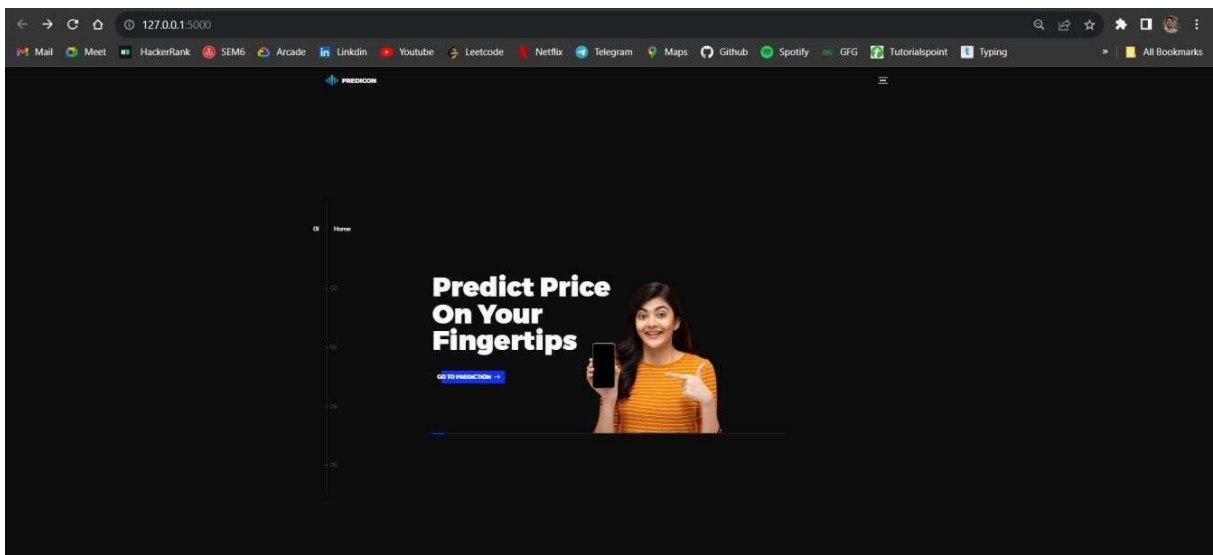 127.0.0.1:5000
Mail Meet HackerRank SEM6 Arcade Linkdin Youtube Leetcode Netflix Telegram Maps Github Spotify GFG Tutorialspoint Typing » All Bookmarks
PREDICON
01 Home
02
03
04
05
Predict Price
On Your
Fingertips
GO TO PREDICTION →